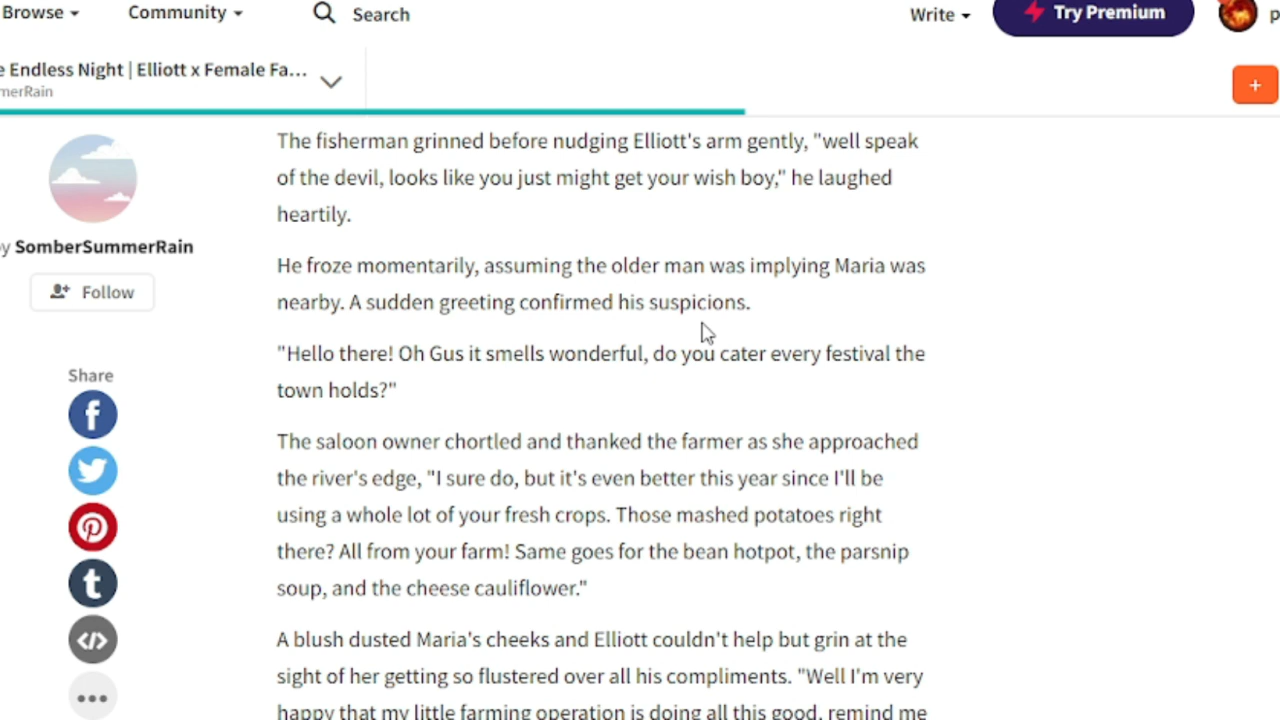 Browse
Community
Search
Write
Try Premium
p
e Endless Night | Elliott x Female Fa...
merRain
+
The fisherman grinned before nudging Elliott's arm gently, "well speak
of the devil, looks like you just might get your wish boy," he laughed
heartily.
y SomberSummerRain
Follow
He froze momentarily, assuming the older man was implying Maria was
nearby. A sudden greeting confirmed his suspicions.
"Hello there! Oh Gus it smells wonderful, do you cater every festival the
town holds?"
Share
The saloon owner chortled and thanked the farmer as she approached
the river's edge, "I sure do, but it's even better this year since I'll be
using a whole lot of your fresh crops. Those mashed potatoes right
there? All from your farm! Same goes for the bean hotpot, the parsnip
soup, and the cheese cauliflower."
A blush dusted Maria's cheeks and Elliott couldn't help but grin at the
sight of her getting so flustered over all his compliments. "Well I'm very
happy that my little farming operation is doing all this good, remind me